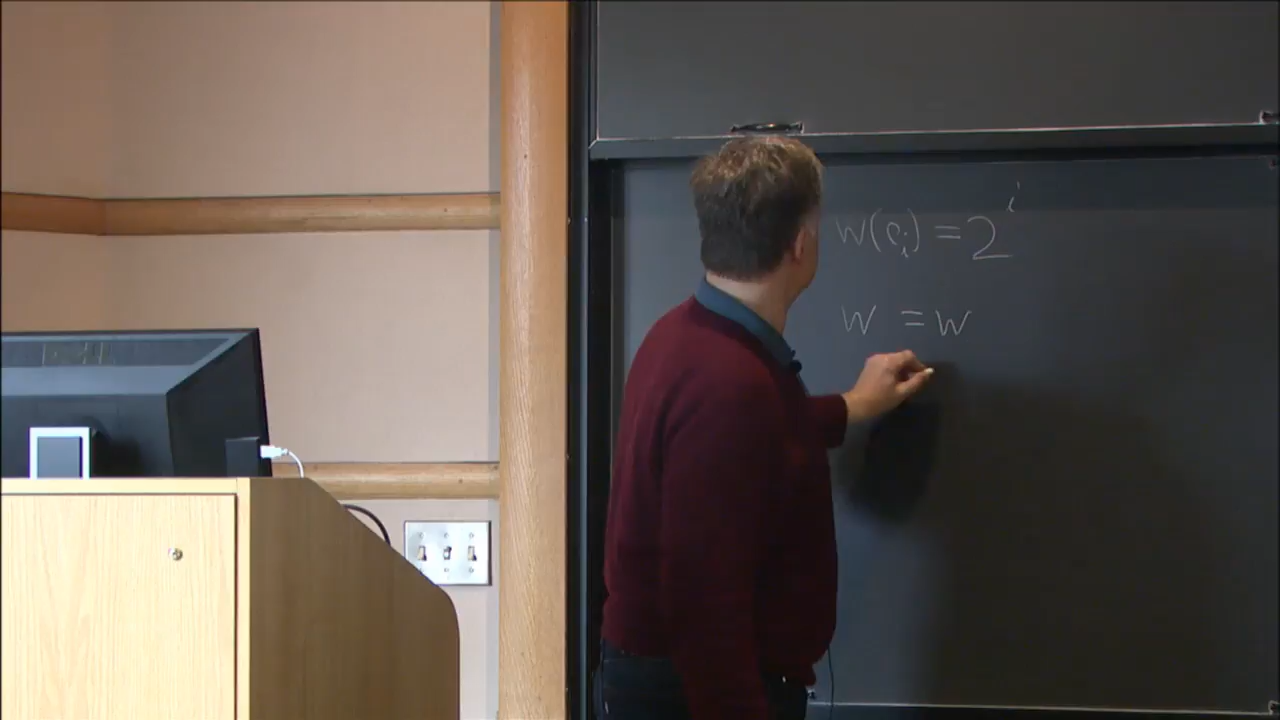 w(e_i) = 2^i
w = w